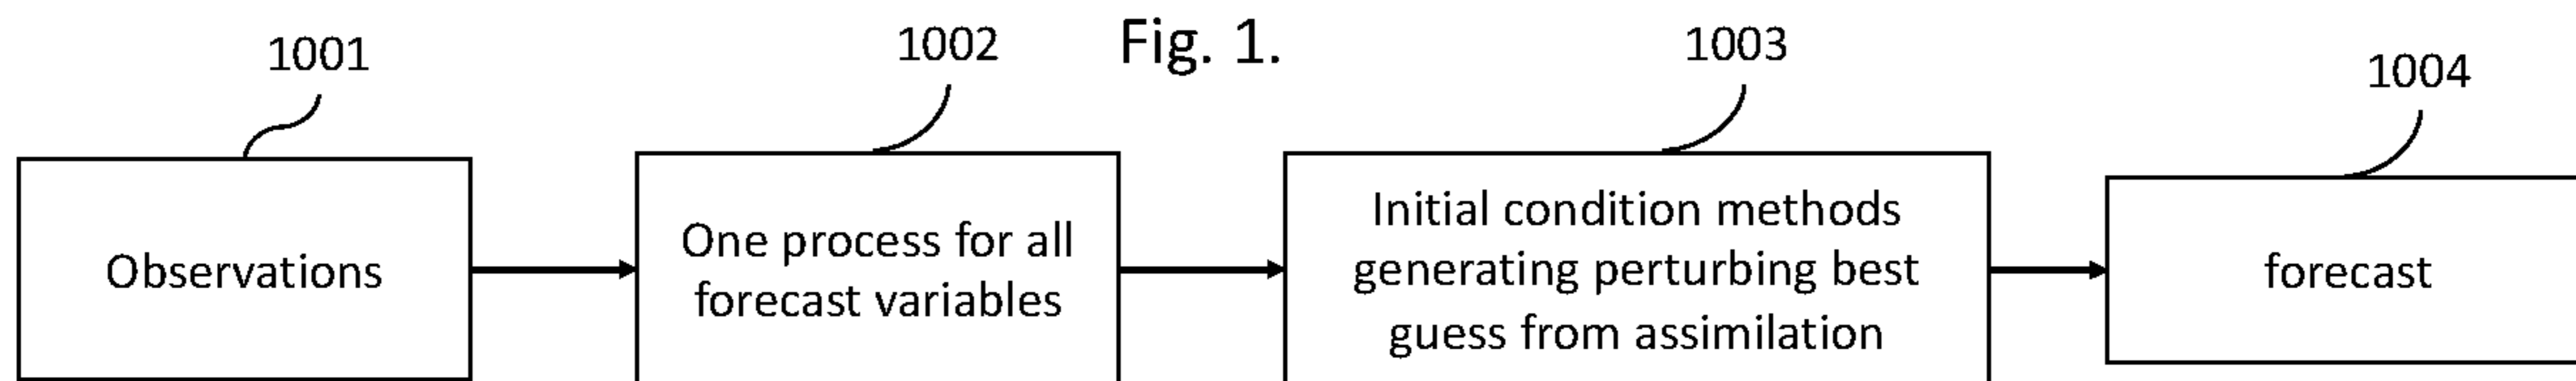 Fig. 1.
1001
1002
1003
1004
Observations
One process for all
forecast variables
Initial condition methods
generating perturbing best
guess from assimilation
forecast